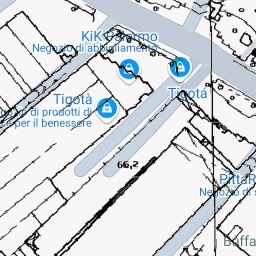 KiK Palermo
Negozio di abbigliamento
Tigotà
Tigotà
di prodotti di
per il benessere
66,2
Negozio di s